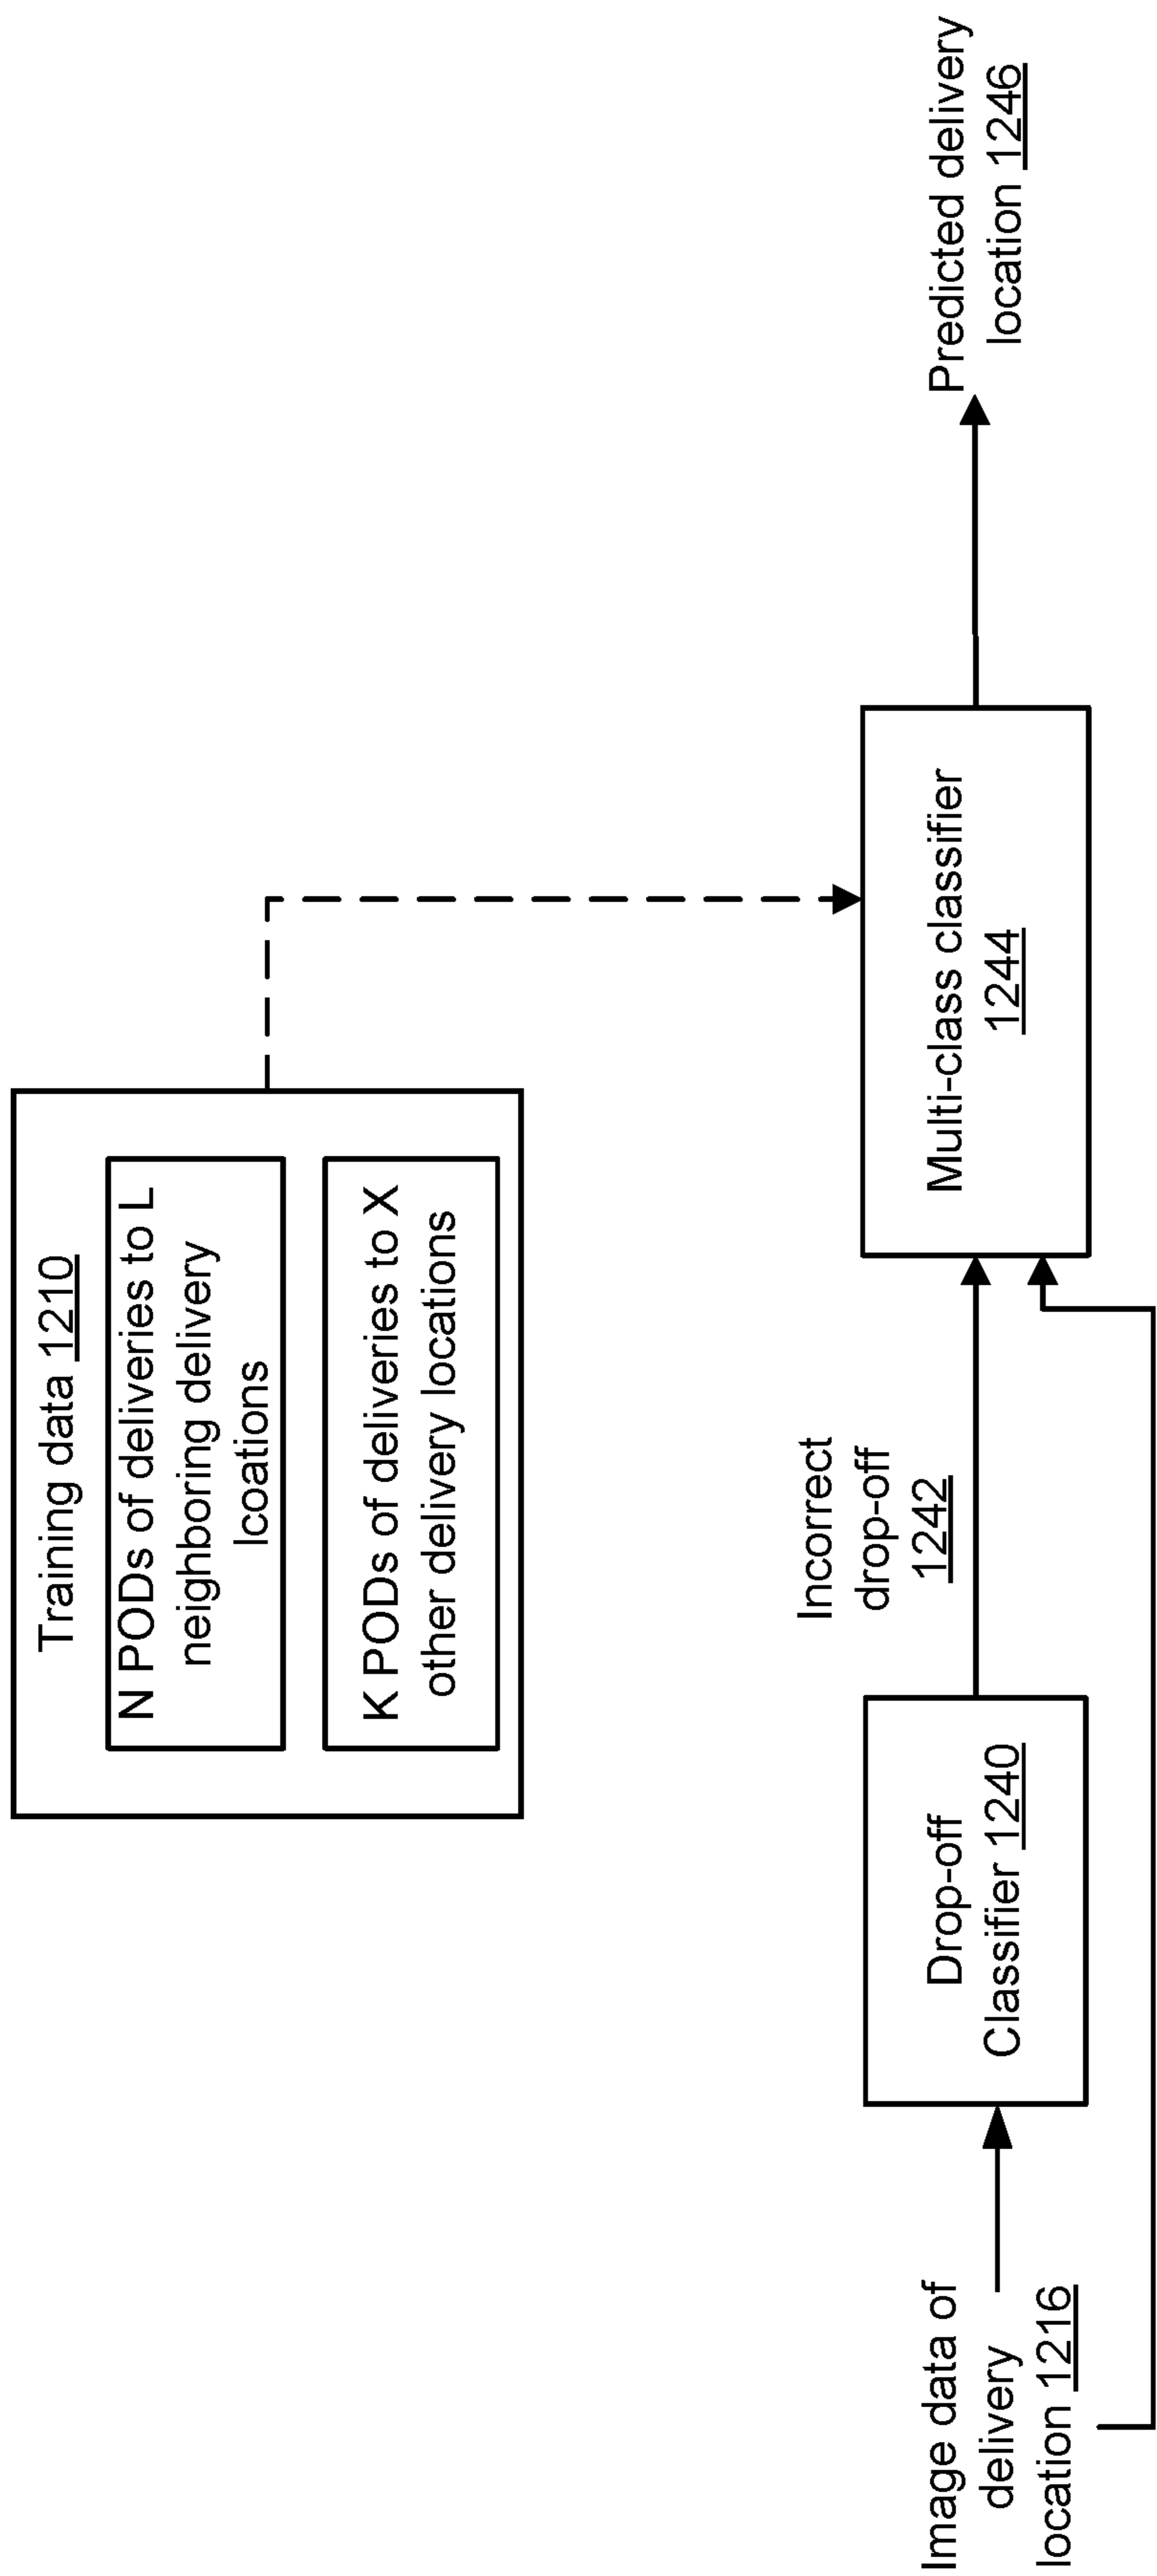 Training data 1210
N PODs of deliveries to L
neighboring delivery
lcoations
K PODs of deliveries to X
other delivery locations
Image data of
delivery
location 1216
Drop-off
Classifier 1240
Incorrect
drop-off
1242
Multi-class classifier
1244
Predicted delivery
location 1246